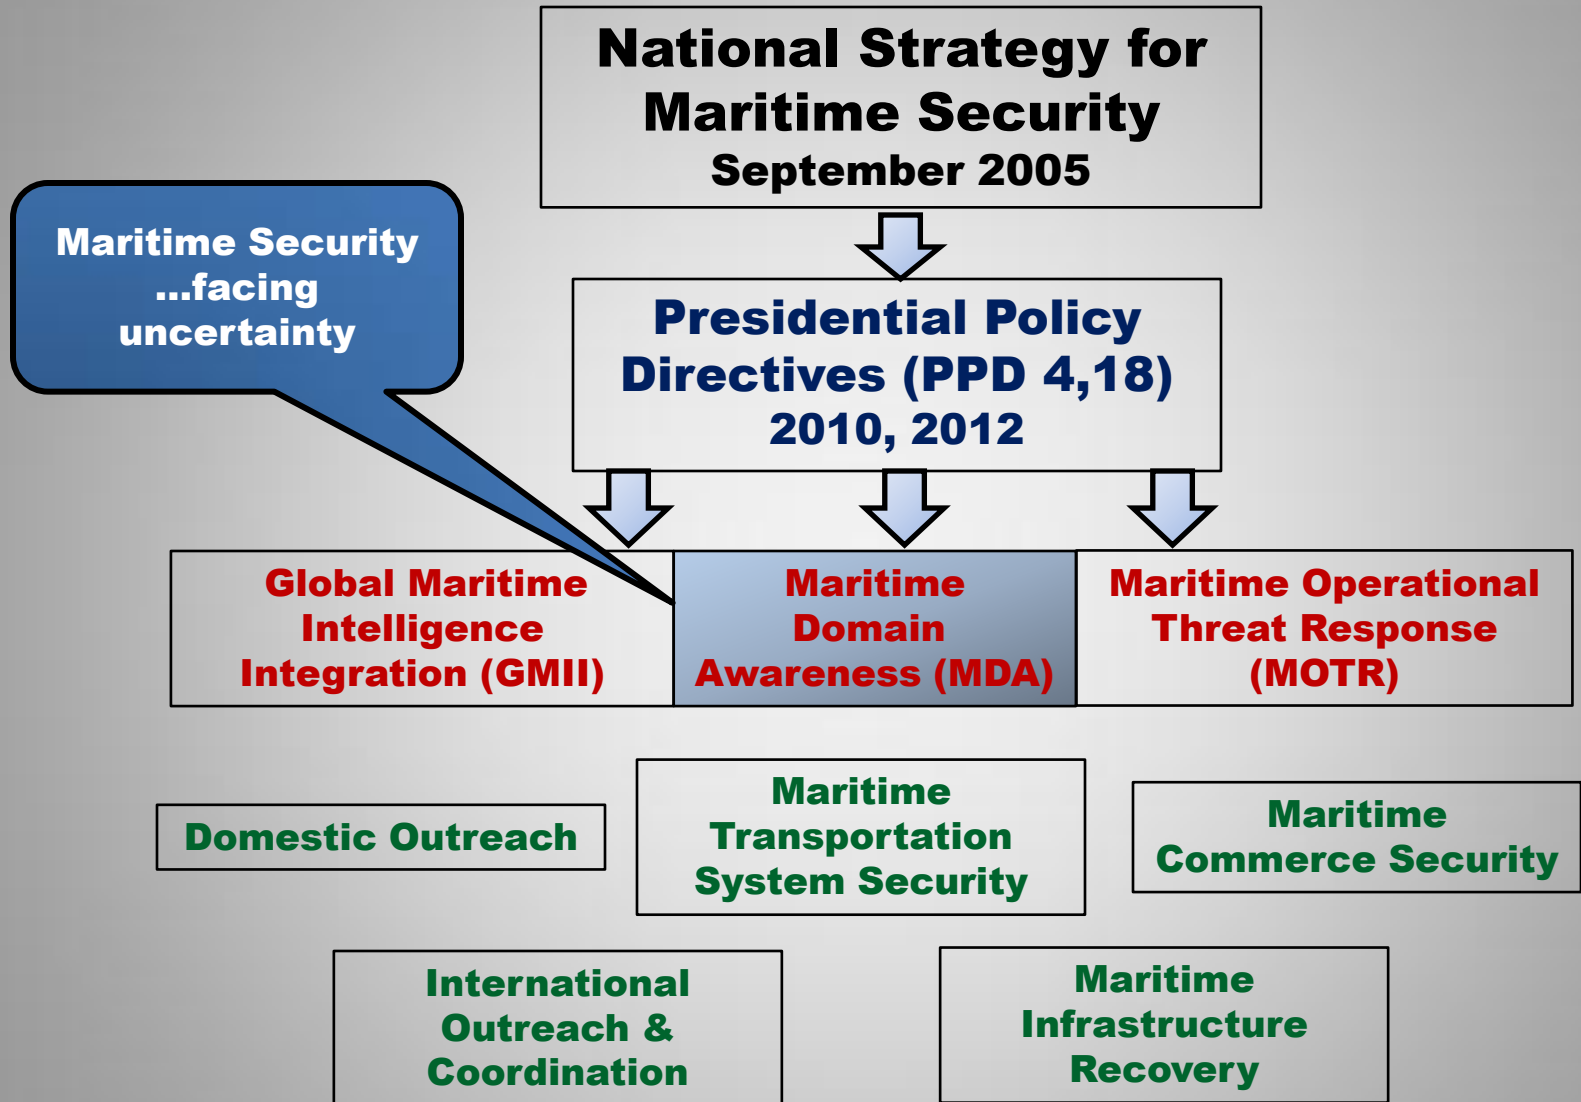 National Strategy for
Maritime Security
September 2005
Maritime Security
...facing
uncertainty
Presidential Policy
Directives (PPD 4,18)
2010, 2012
Global Maritime
Intelligence
Integration (GMII)
Maritime
Domain
Awareness (MDA)
Maritime Operational
Threat Response
(MOTR)
Domestic Outreach
Maritime
Transportation
System Security
Maritime
Commerce Security
International
Outreach &
Coordination
Maritime
Infrastructure
Recovery